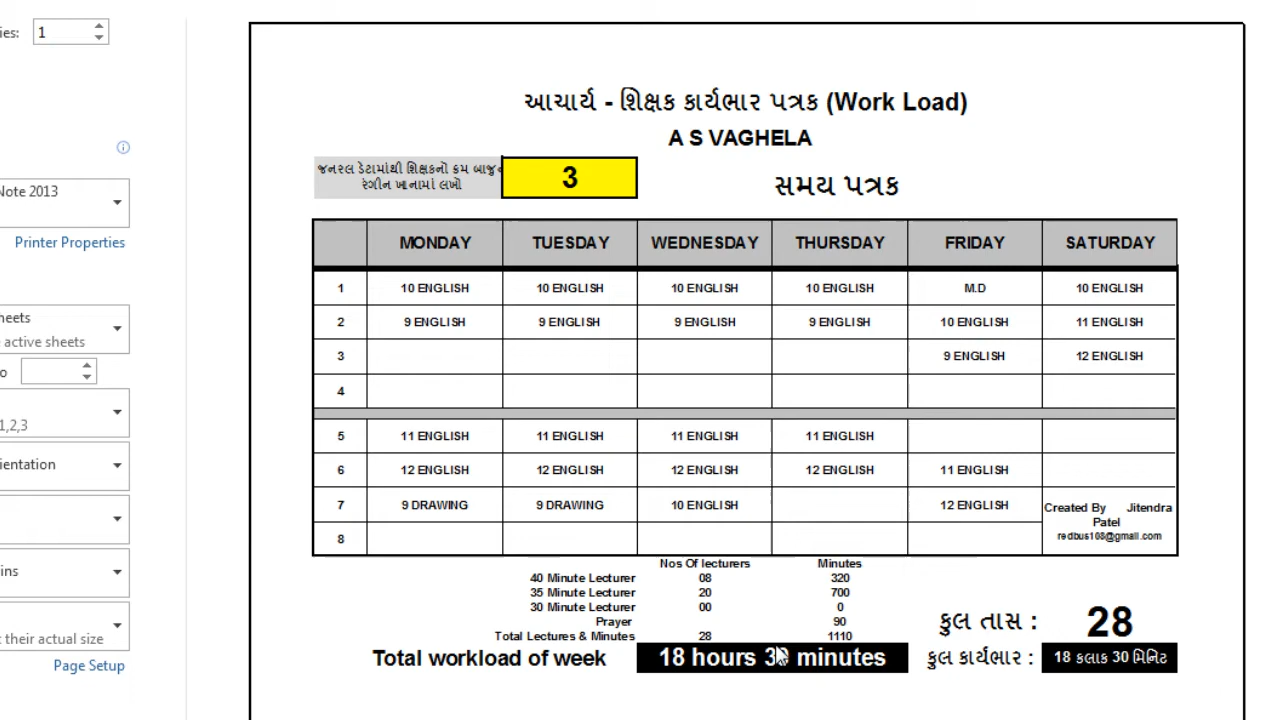 ies: 1
આચાર્ય - શિક્ષક કાર્યભાર પત્રક (Work Load)
A S VAGHELA
જનરલ ડેટામાંથી શિક્ષકનો ક્રમ બાજુન
રંગીન ખાનામાં લખો
3
સમય પત્રક
Note 2013
Printer Properties
MONDAY TUESDAY WEDNESDAY THURSDAY FRIDAY SATURDAY
1 10 ENGLISH 10 ENGLISH 10 ENGLISH 10 ENGLISH M.D 10 ENGLISH
2 9 ENGLISH 9 ENGLISH 9 ENGLISH 9 ENGLISH 10 ENGLISH 11 ENGLISH
3 9 ENGLISH 12 ENGLISH
4
5 11 ENGLISH 11 ENGLISH 11 ENGLISH 11 ENGLISH
6 12 ENGLISH 12 ENGLISH 12 ENGLISH 12 ENGLISH 11 ENGLISH
7 9 DRAWING 9 DRAWING 10 ENGLISH 12 ENGLISH
8
Created By Jitendra
Patel
redbus108@gmail.com
heets
active sheets
o
1,2,3
ientation
ins
t their actual size
Page Setup
Nos Of lecturers Minutes
40 Minute Lecturer 08 320
35 Minute Lecturer 20 700
30 Minute Lecturer 00 0
Prayer 90
Total Lectures & Minutes 28 1110
Total workload of week 18 hours 30 minutes
કુલ તાસ : 28
કુલ કાર્યભાર : 18 કલાક 30 મિનિટ